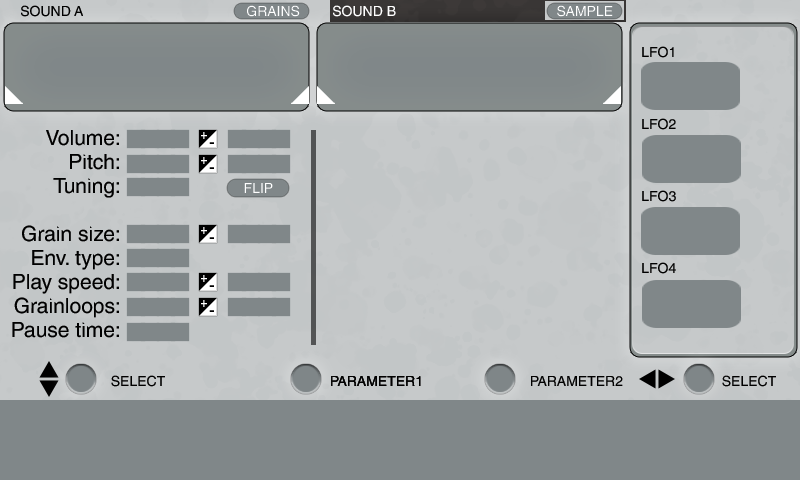 SOUND A GRAINS SOUND B SAMPLE
LFO1
LFO2
LFO3
LFO4
Volume: + -
Pitch: + -
Tuning: FLIP
Grain size: + -
Env. type:
Play speed: + -
Grainloops: + -
Pause time:
SELECT PARAMETER1 PARAMETER2 SELECT